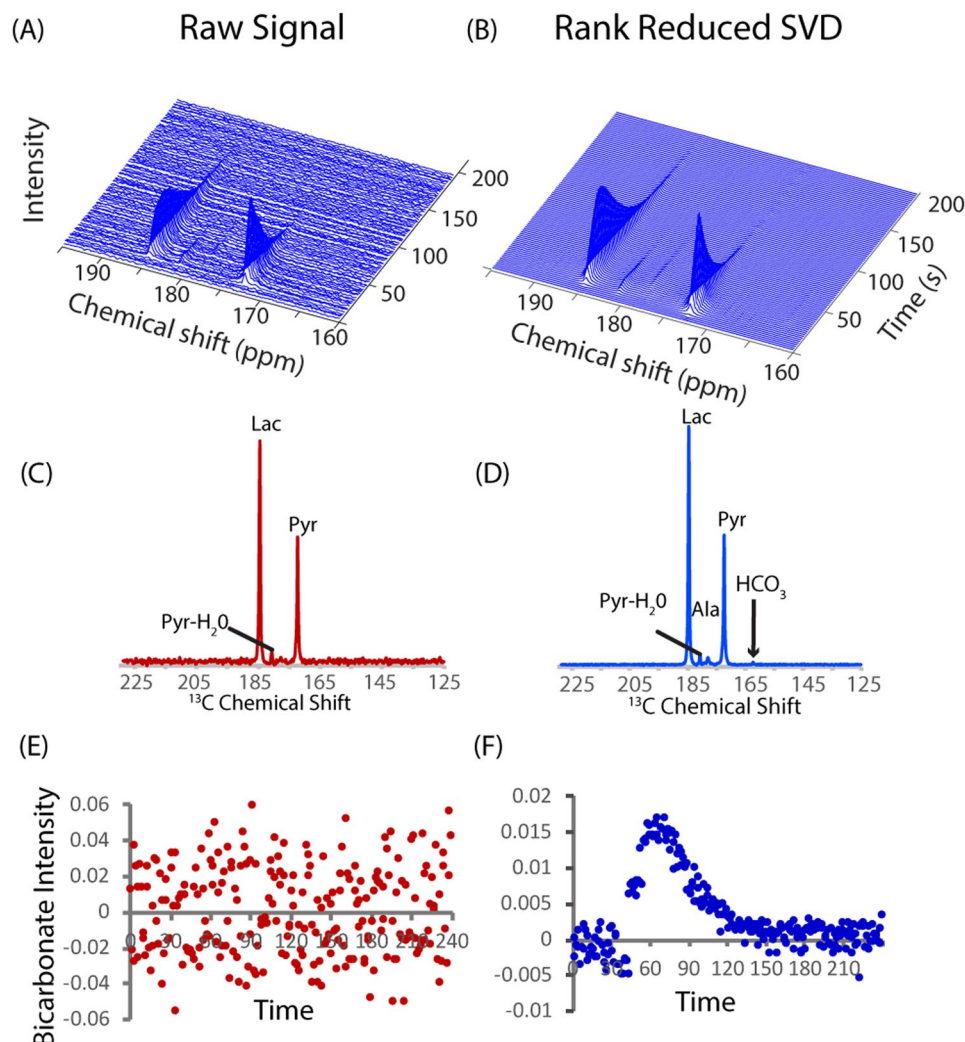 (A) Raw Signal
(B) Rank Reduced SVD
Intensity
200
150
100
50
190
180
170
160
Chemical shift (ppm)
200
150
100
50
Time (s)
190
180
170
160
Chemical shift (ppm)
(C)
Lac
Pyr
Pyr-H₂0
225 205 185 165 145 125
¹³C Chemical Shift
(D)
Lac
Pyr
Pyr-H₂0
Ala
HCO₃
225 205 185 165 145 125
¹³C Chemical Shift
(E)
Bicarbonate Intensity
0.06
0.04
0.02
0
-0.02
-0.04
-0.06
0 30 60 90 120 150 180 210 240
Time
(F)
0.02
0.015
0.01
0.005
0
-0.005
-0.01
0 30 60 90 120 150 180 210
Time